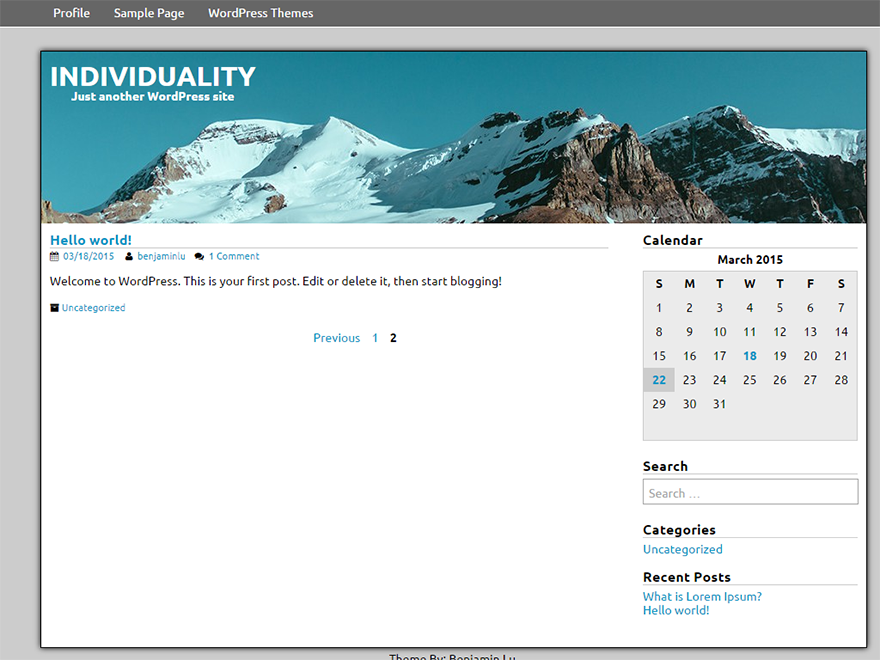 Profile Sample Page WordPress Themes
INDIVIDUALITY
Just another WordPress site
Hello world!
03/18/2015 benjaminlu 1 Comment
Welcome to WordPress. This is your first post. Edit or delete it, then start blogging!
Uncategorized
Previous 1 2
Calendar
March 2015
S M T W T F S
1 2 3 4 5 6 7
8 9 10 11 12 13 14
15 16 17 18 19 20 21
22 23 24 25 26 27 28
29 30 31
Search
Search …
Categories
Uncategorized
Recent Posts
What is Lorem Ipsum?
Hello world!
Theme By: Benjamin Lu